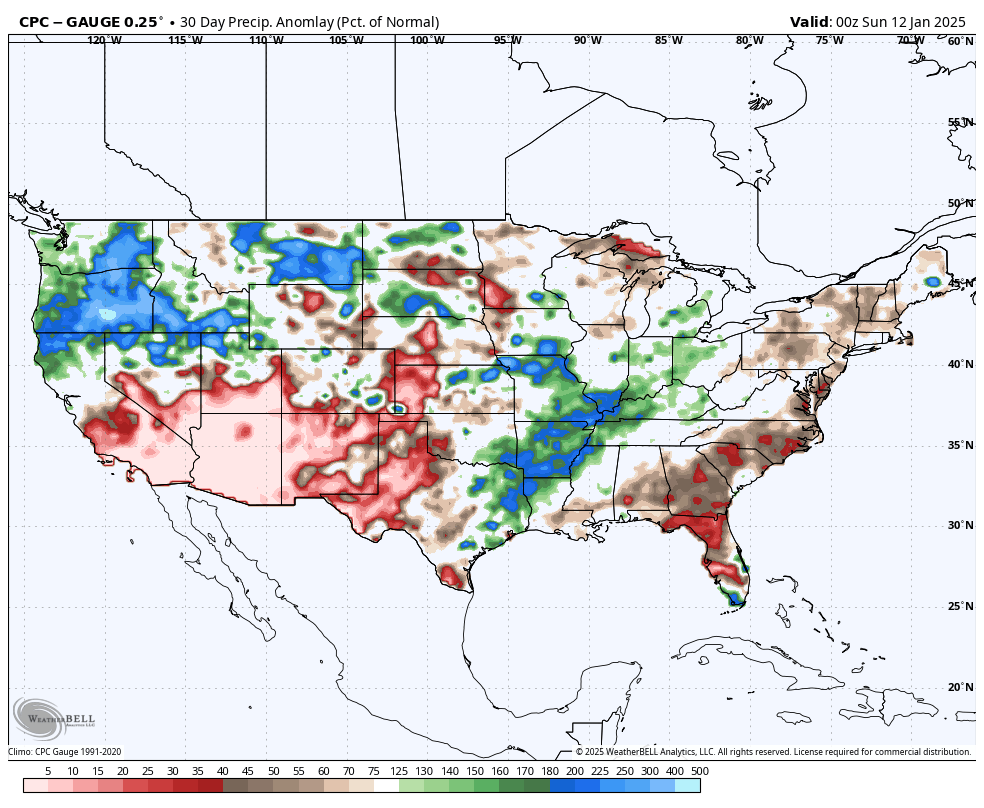 CPC − GAUGE 0.25° • 30 Day Precip. Anomlay (Pct. of Normal)
Valid: 00z Sun 12 Jan 2025
120°W 115°W 110°W 105°W 100°W 95°W 90°W 85°W 80°W 75°W 70°W 60°N
55°N
50°N
45°N
40°N
35°N
30°N
25°N
20°N
WEATHERBELL
Analytics LLC
Climo: CPC Gauge 1991-2020
© 2025 WeatherBELL Analytics, LLC. All rights reserved. License required for commercial distribution.
5 10 15 20 25 30 35 40 45 50 55 60 70 75 125 130 140 150 160 170 180 200 225 250 300 400 500